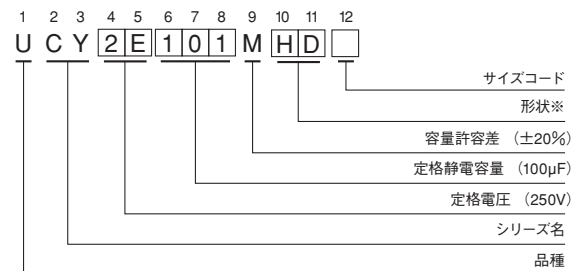 1 2 3 4 5 6 7 8 9 10 11 12
U C Y 2 E 1 0 1 M H D
サイズコード
形状※
容量許容差 (±20%)
定格静電容量 (100μF)
定格電圧 (250V)
シリーズ名
品種